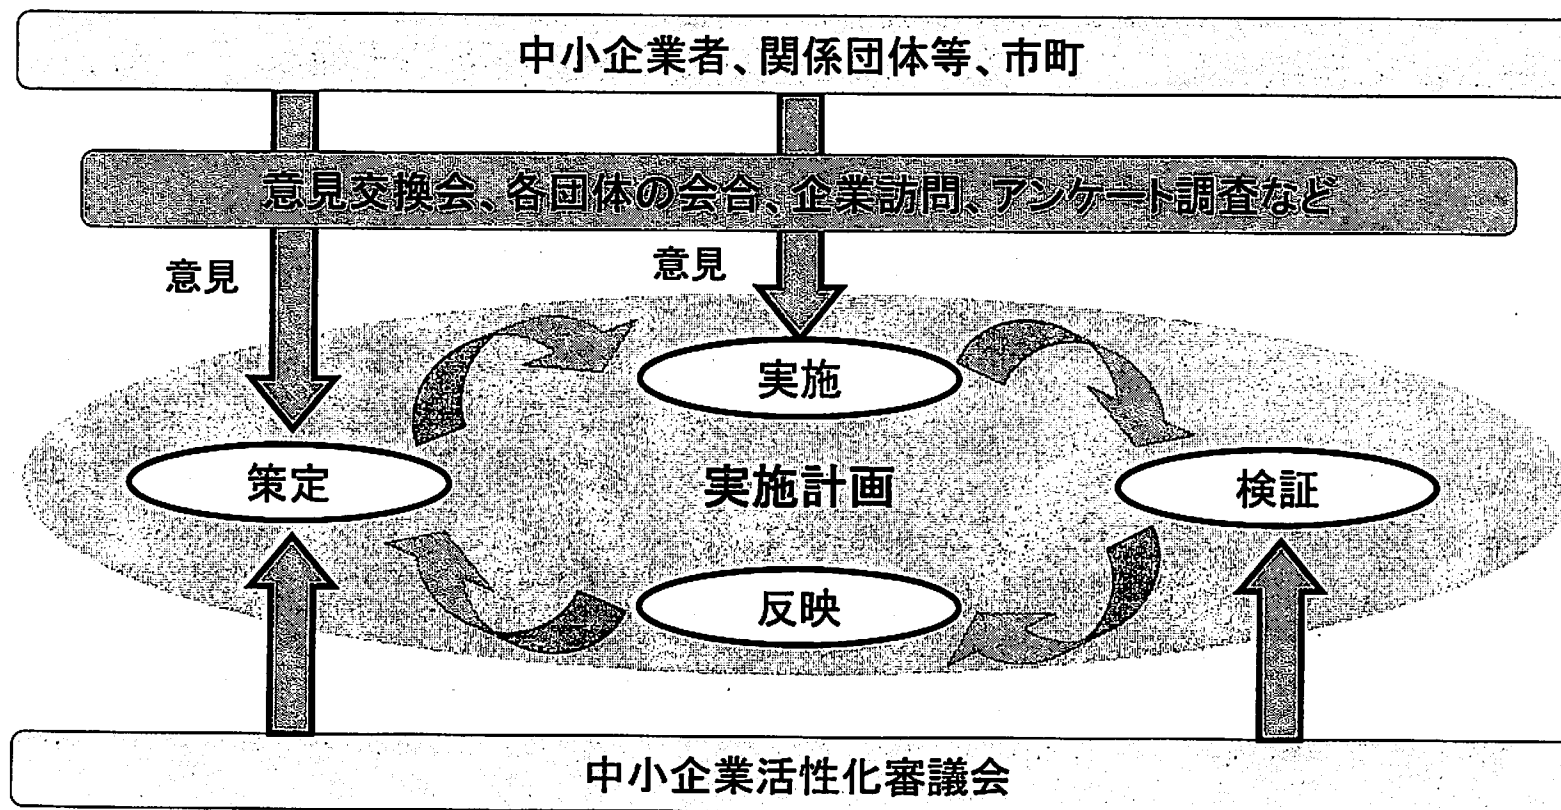 中小企業者、関係団体等、市町
意見交換会、各団体の会合、企業訪問、アンケート調査など
意見
意見
実施
策定
実施計画
検証
反映
中小企業活性化審議会